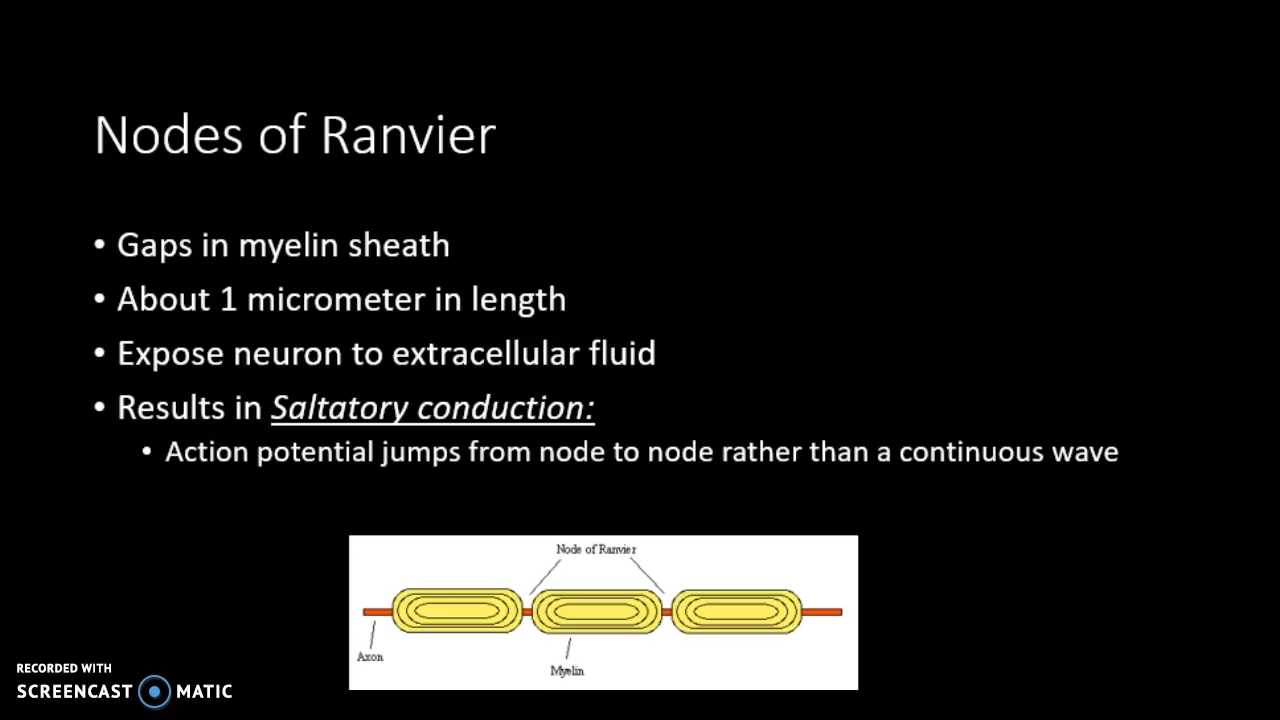 Nodes of Ranvier
• Gaps in myelin sheath
• About 1 micrometer in length
• Expose neuron to extracellular fluid
• Results in Saltatory conduction:
• Action potential jumps from node to node rather than a continuous wave
Node of Ranvier
Axon
Myelin
RECORDED WITH
SCREENCAST MATIC